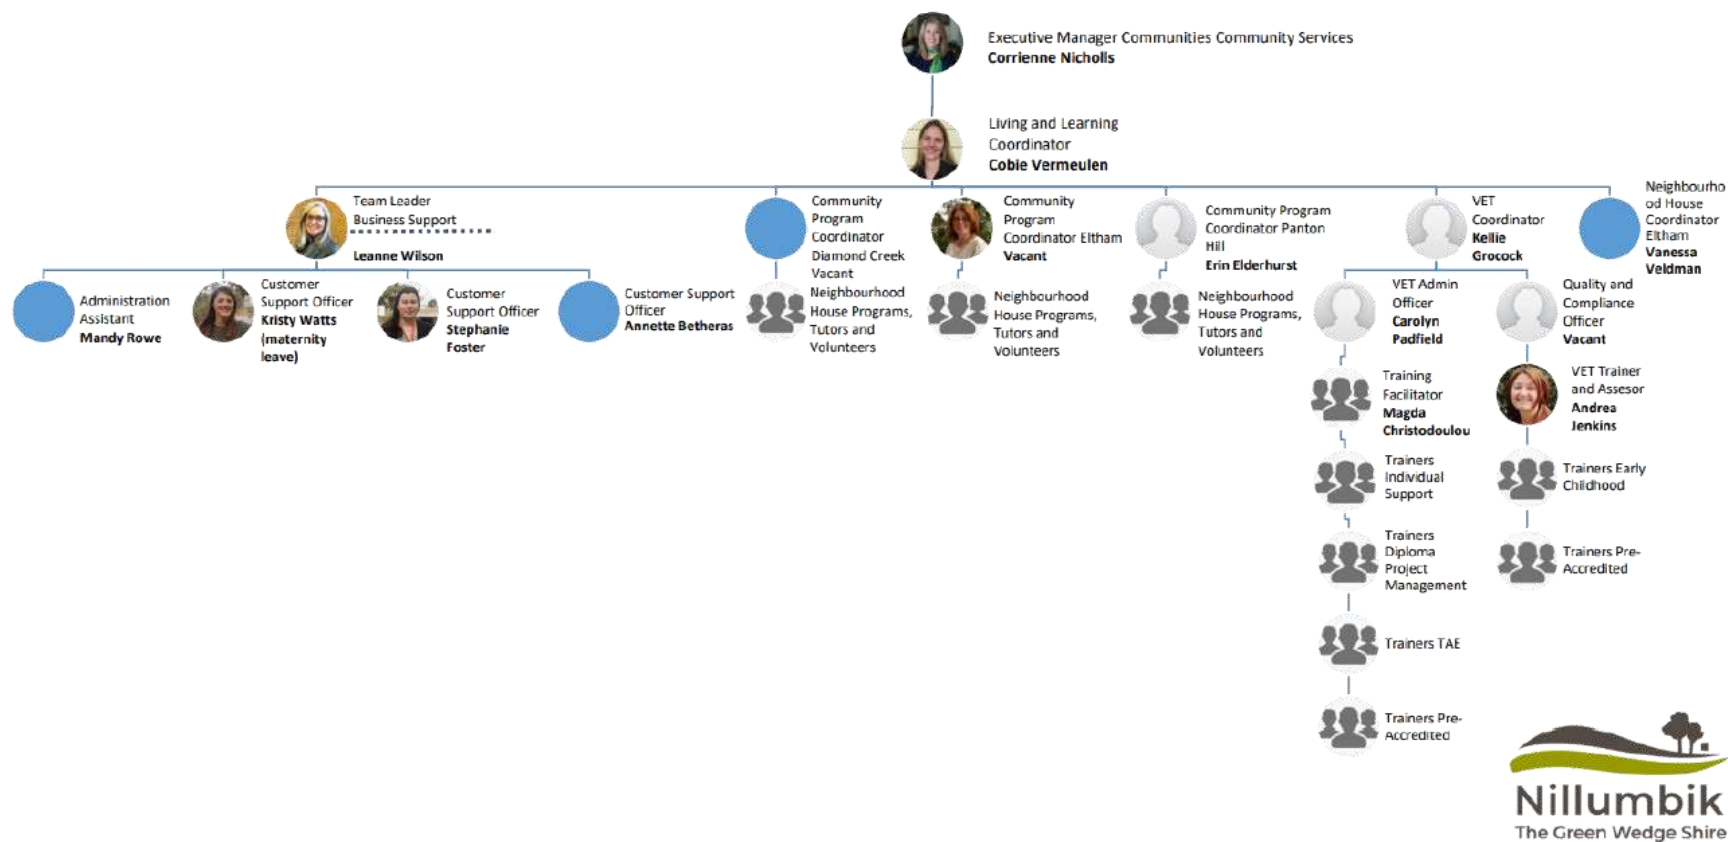 Executive Manager Communities Community Services
Corrienne Nicholls
Living and Learning
Coordinator
Cobie Vermeulen
Team Leader
Business Support
Leanne Wilson
Community
Program
Coordinator
Diamond Creek
Vacant
Community
Program
Coordinator Eltham
Vacant
Community Program
Coordinator Panton
Hill
Erin Elderhurst
VET
Coordinator
Kellie
Grocock
Neighbourho
od House
Coordinator
Eltham
Vanessa
Veldman
Administration
Assistant
Mandy Rowe
Customer
Support Officer
Kristy Watts
(maternity
leave)
Customer
Support Officer
Stephanie
Foster
Customer Support
Officer
Annette Betheras
Neighbourhood
House Programs,
Tutors and
Volunteers
Neighbourhood
House Programs,
Tutors and
Volunteers
Neighbourhood
House Programs,
Tutors and
Volunteers
VET Admin
Officer
Carolyn
Padfield
Quality and
Compliance
Officer
Vacant
Training
Facilitator
Magda
Christodoulou
VET Trainer
and Assesor
Andrea
Jenkins
Trainers
Individual
Support
Trainers Early
Childhood
Trainers
Diploma
Project
Management
Trainers Pre-
Accredited
Trainers TAE
Trainers Pre-
Accredited
Nillumbik
The Green Wedge Shire